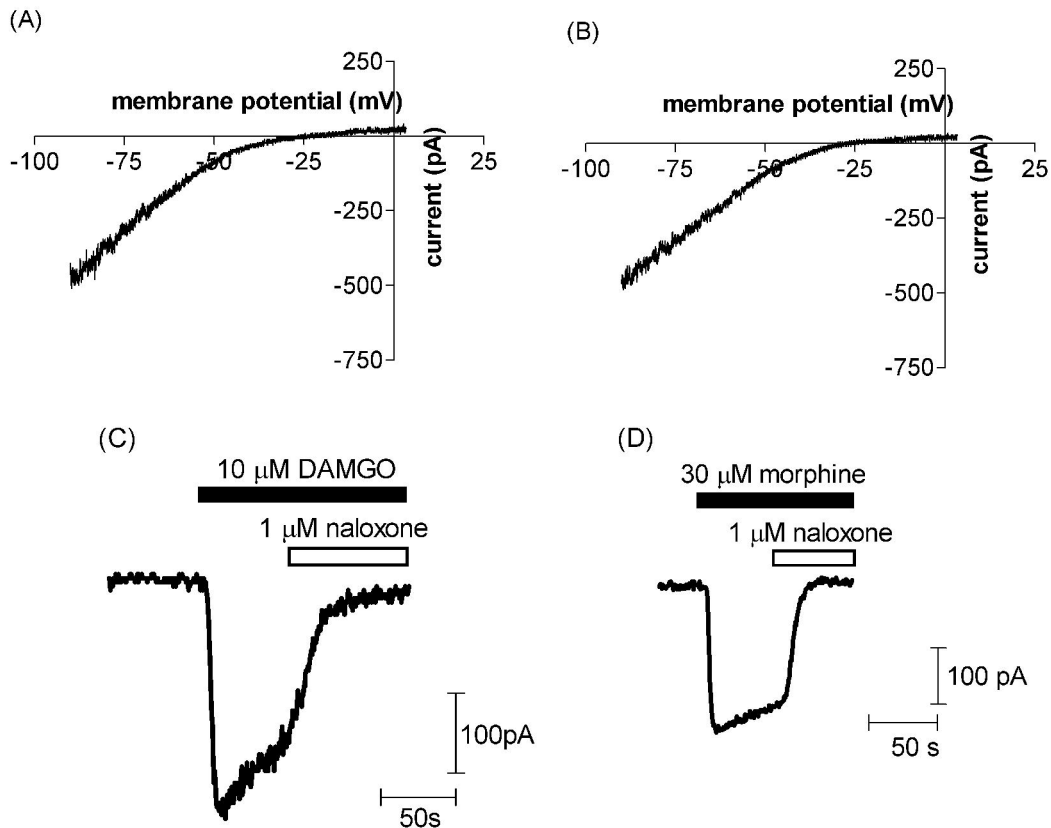 (A)
250
membrane potential (mV)
-100 -75 -50 -25 25
-250
-500
-750
current (pA)
(B)
250
membrane potential (mV)
-100 -75 -50 -25 25
-250
-500
-750
current (pA)
(C)
10 μM DAMGO
1 μM naloxone
100pA
50s
(D)
30 μM morphine
1 μM naloxone
100 pA
50 s